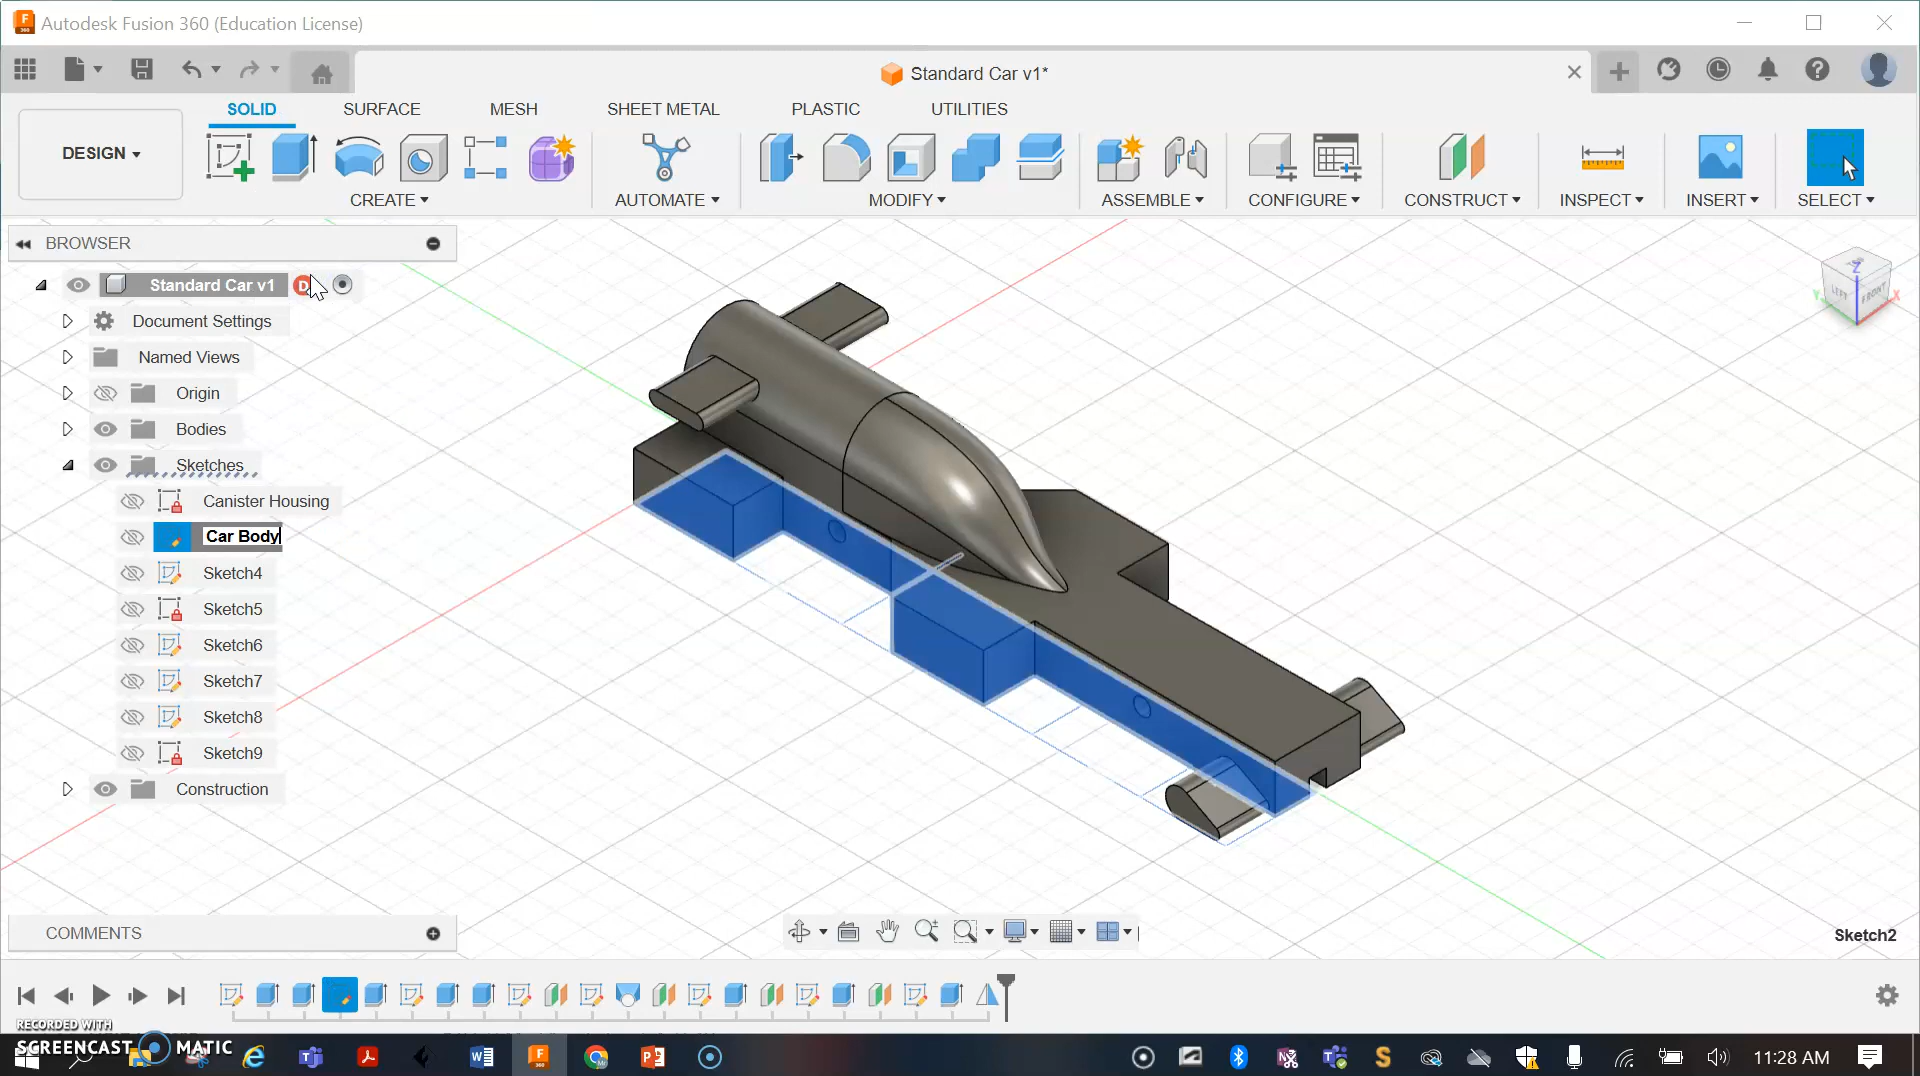 Autodesk Fusion 360 (Education License)
Standard Car v1*
SOLID SURFACE MESH SHEET METAL PLASTIC UTILITIES
DESIGN
CREATE AUTOMATE MODIFY ASSEMBLE CONFIGURE CONSTRUCT INSPECT INSERT SELECT
BROWSER
Standard Car v1
D
Document Settings
Named Views
Origin
Bodies
Sketches
Canister Housing
Car Body
Sketch4
Sketch5
Sketch6
Sketch7
Sketch8
Sketch9
Construction
Z
LEFT FRONT
Y X
COMMENTS
Sketch2
RECORDED WITH
SCREENCAST MATIC
11:28 AM